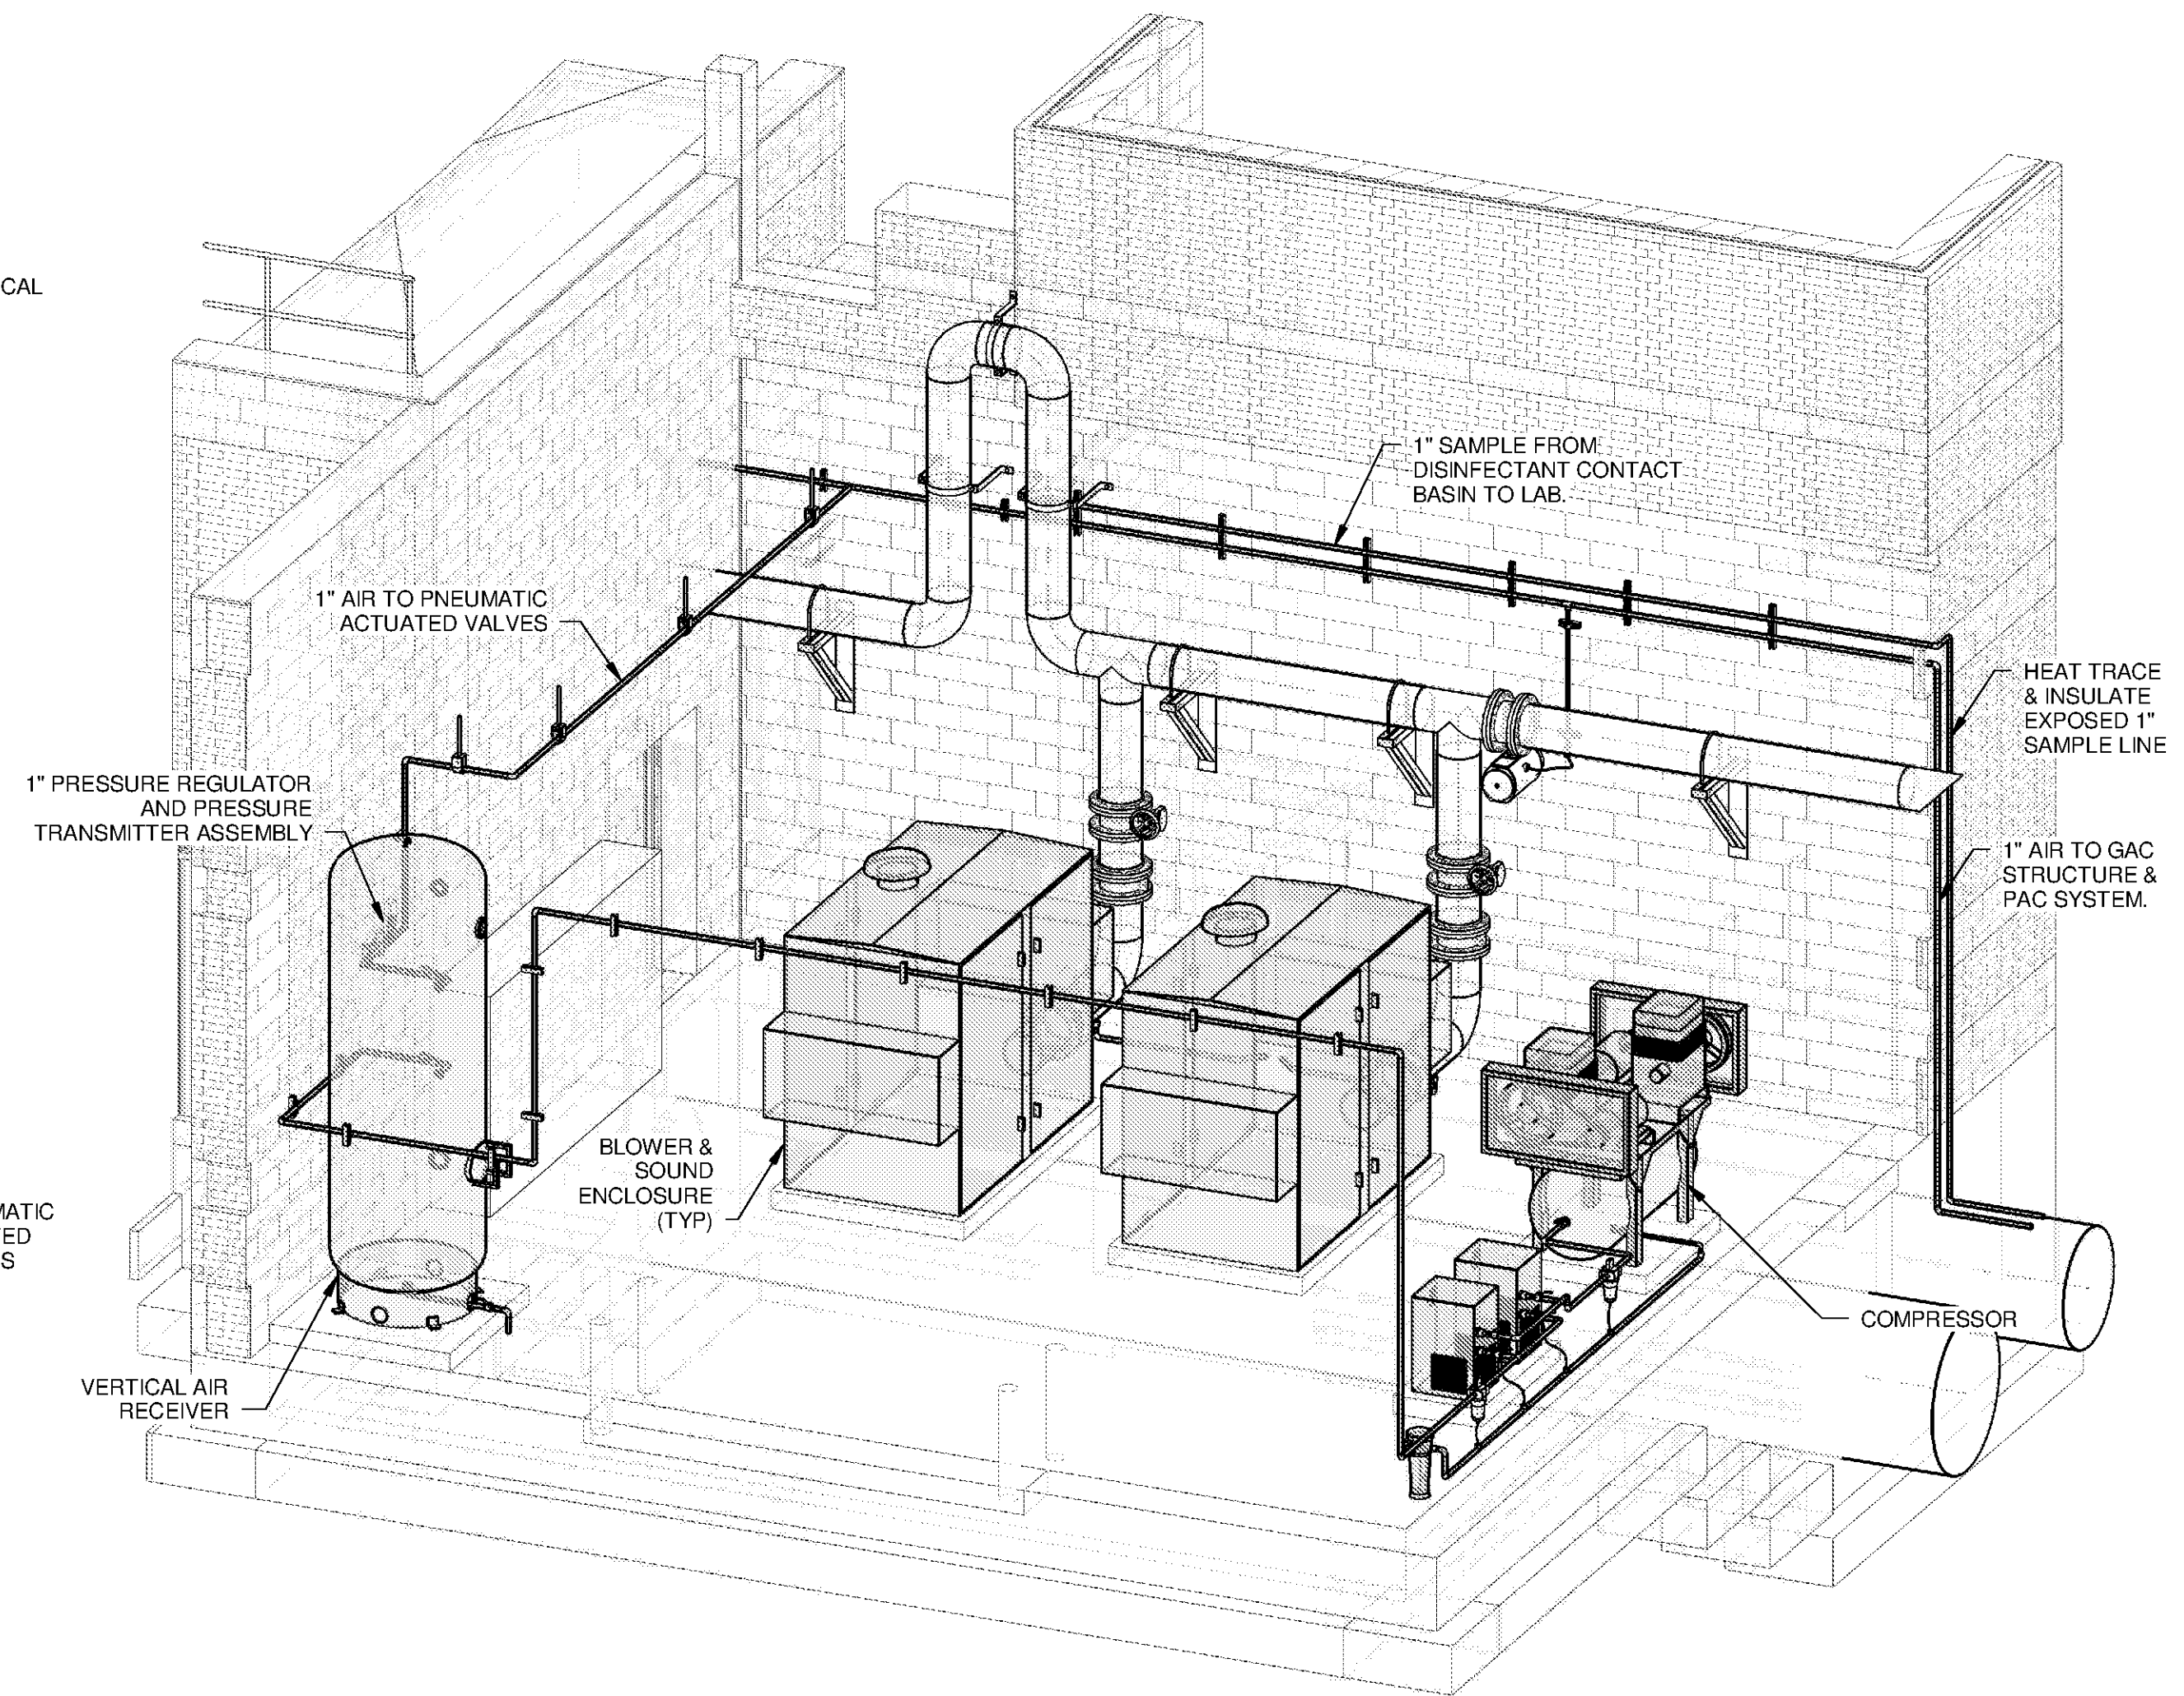 CAL
1" SAMPLE FROM
DISINFECTANT CONTACT
BASIN TO LAB.
1" AIR TO PNEUMATIC
ACTUATED VALVES
HEAT TRACE
& INSULATE
EXPOSED 1"
SAMPLE LINE
1" PRESSURE REGULATOR
AND PRESSURE
TRANSMITTER ASSEMBLY
1" AIR TO GAC
STRUCTURE &
PAC SYSTEM.
BLOWER &
SOUND
ENCLOSURE
(TYP)
MATIC
TED
S
COMPRESSOR
VERTICAL AIR
RECEIVER